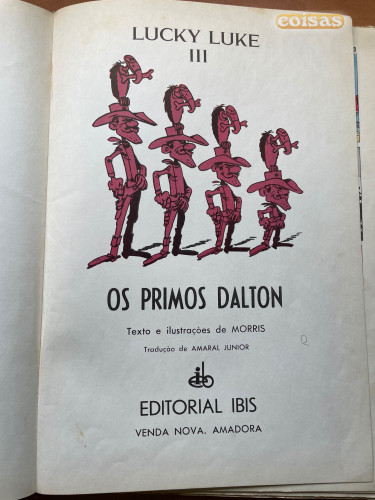 coisas
LUCKY LUKE
III
OS PRIMOS DALTON
Texto e ilustrações de MORRIS
Tradução de AMARAL JUNIOR
EDITORIAL IBIS
VENDA NOVA. AMADORA